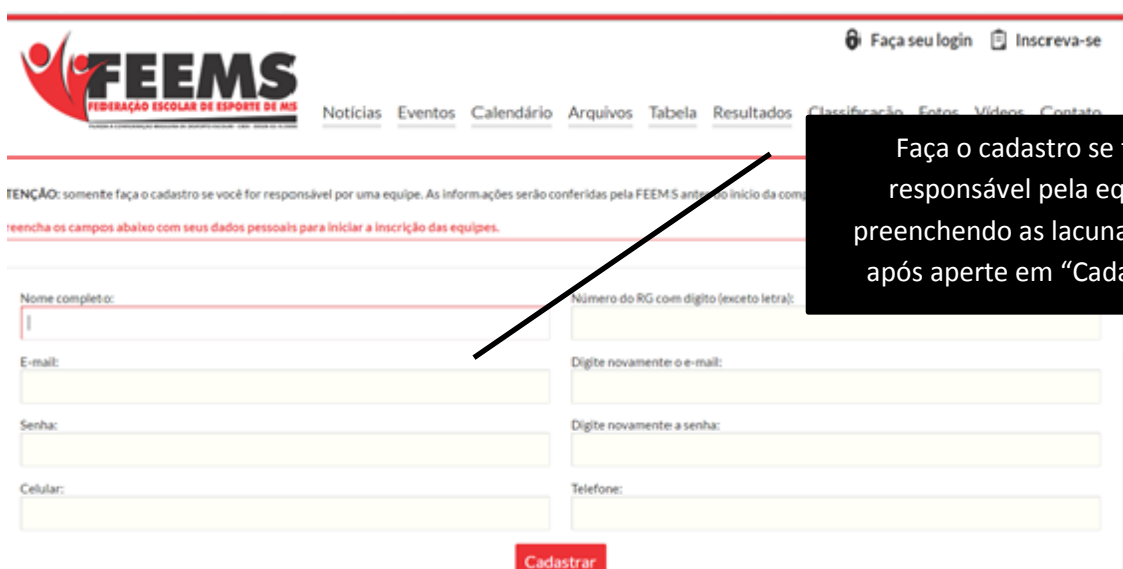 Faça seu login Inscreva-se
FEEMS
FEDERAÇÃO ESCOLAR DE ESPORTE DE MS
Notícias Eventos Calendário Arquivos Tabela Resultados Classificação Fotos Vídeos Contato
Faça o cadastro se
responsável pela
preenchendo as
após aperte em
TENÇÃO: somente faça o cadastro se você for responsável por uma equipe. As informações serão conferidas pela FEEMS antes do início da comp
reencha os campos abaixo com seus dados pessoais para iniciar a inscrição das equipes.
Nome completo: Número do RG com dígito (exceto letra):
E-mail: Digite novamente o e-mail:
Senha: Digite novamente a senha:
Celular: Telefone:
Cadastrar